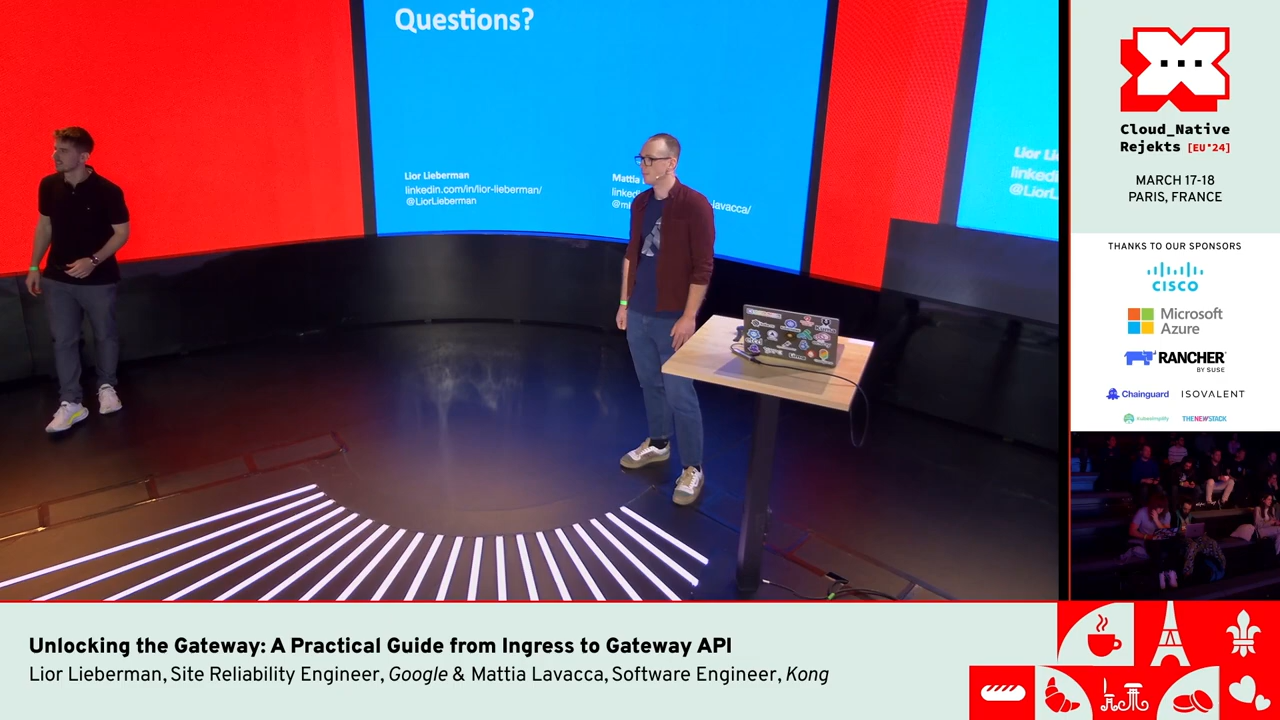 Questions?
Lior Lieberman
linkedin.com/in/lior-lieberman/
@LiorLieberman
Mattia
lavacca/
Cloud_Native
Rejekts [EU'24]
MARCH 17-18
PARIS, FRANCE
THANKS TO OUR SPONSORS
CISCO
Microsoft
Azure
RANCHER
BY SUSE
Chainguard
ISOVALENT
THENEWSTACK
Unlocking the Gateway: A Practical Guide from Ingress to Gateway API
Lior Lieberman, Site Reliability Engineer, Google & Mattia Lavacca, Software Engineer, Kong